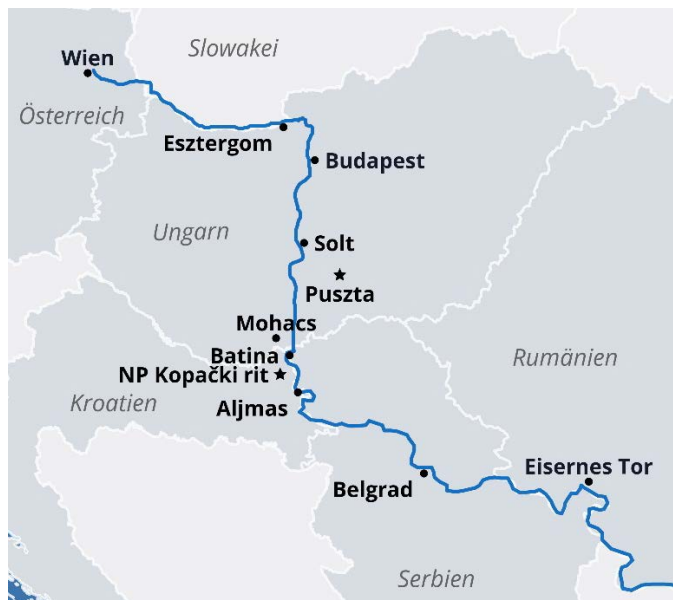 Slowakei
Wien
Österreich
Esztergom
Budapest
Ungarn
Solt
Puszta
Mohacs
Batina
Rumänien
NP Kopački rit
Kroatien
Aljmas
Eisernes Tor
Belgrad
Serbien